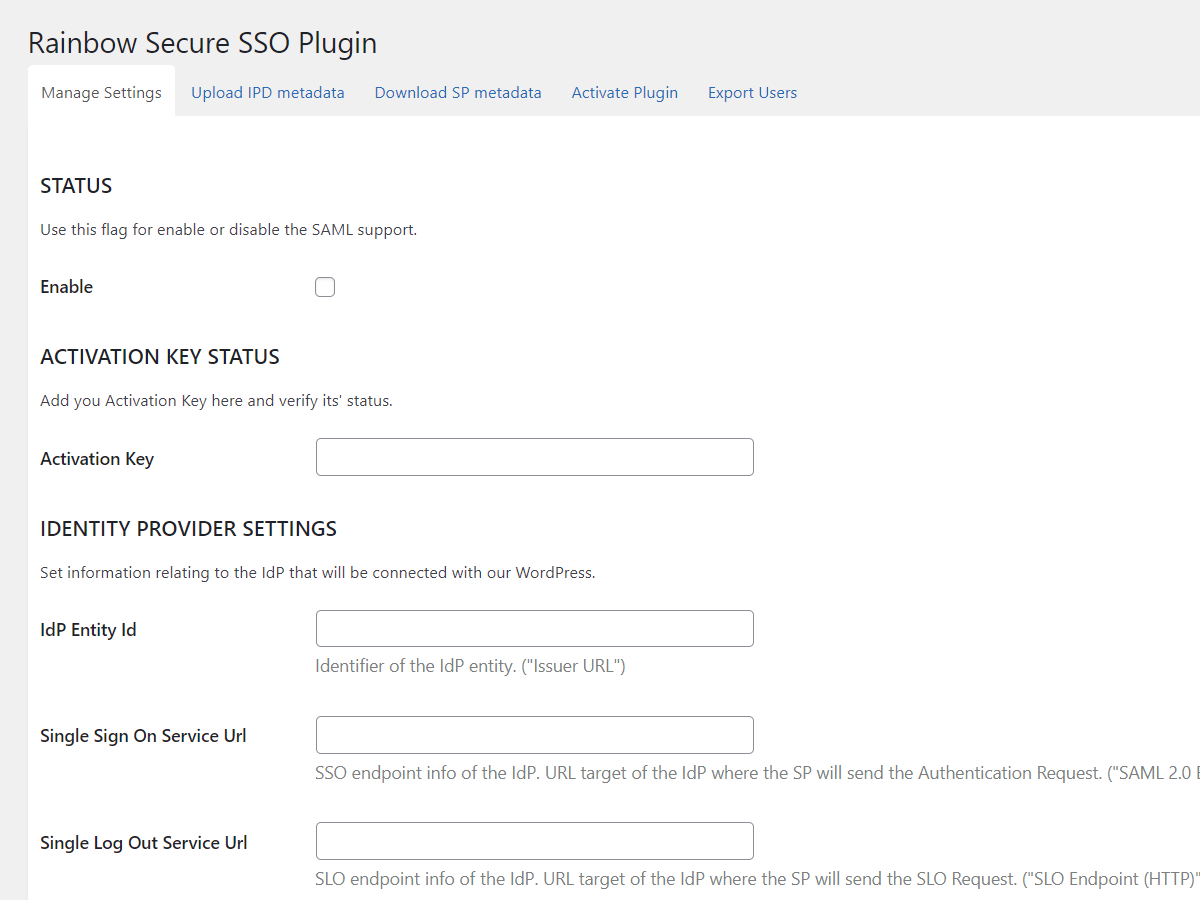 Rainbow Secure SSO Plugin
Manage Settings Upload IPD metadata Download SP metadata Activate Plugin Export Users
STATUS
Use this flag for enable or disable the SAML support.
Enable
ACTIVATION KEY STATUS
Add you Activation Key here and verify its' status.
Activation Key
IDENTITY PROVIDER SETTINGS
Set information relating to the IdP that will be connected with our WordPress.
IdP Entity Id
Identifier of the IdP entity. ("Issuer URL")
Single Sign On Service Url
SSO endpoint info of the IdP. URL target of the IdP where the SP will send the Authentication Request. ("SAML 2.0
Single Log Out Service Url
SLO endpoint info of the IdP. URL target of the IdP where the SP will send the SLO Request. ("SLO Endpoint (HTTP)"